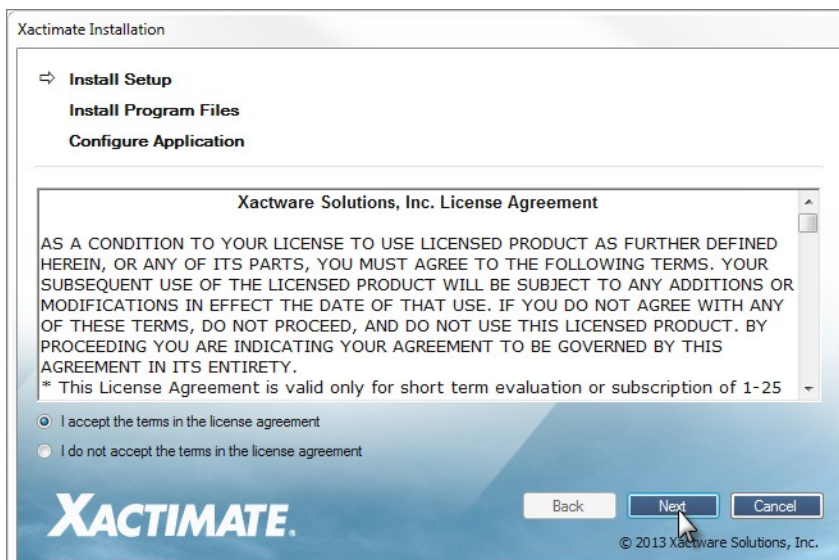 Xactimate Installation
Install Setup
Install Program Files
Configure Application
Xactware Solutions, Inc. License Agreement
AS A CONDITION TO YOUR LICENSE TO USE LICENSED PRODUCT AS FURTHER DEFINED
HEREIN, OR ANY OF ITS PARTS, YOU MUST AGREE TO THE FOLLOWING TERMS. YOUR
SUBSEQUENT USE OF THE LICENSED PRODUCT WILL BE SUBJECT TO ANY ADDITIONS OR
MODIFICATIONS IN EFFECT THE DATE OF THAT USE. IF YOU DO NOT AGREE WITH ANY
OF THESE TERMS, DO NOT PROCEED, AND DO NOT USE THIS LICENSED PRODUCT. BY
PROCEEDING YOU ARE INDICATING YOUR AGREEMENT TO BE GOVERNED BY THIS
AGREEMENT IN ITS ENTIRETY.
* This License Agreement is valid only for short term evaluation or subscription of 1-25
I accept the terms in the license agreement
I do not accept the terms in the license agreement
XACTIMATE.
Back Next Cancel
© 2013 Xactware Solutions, Inc.